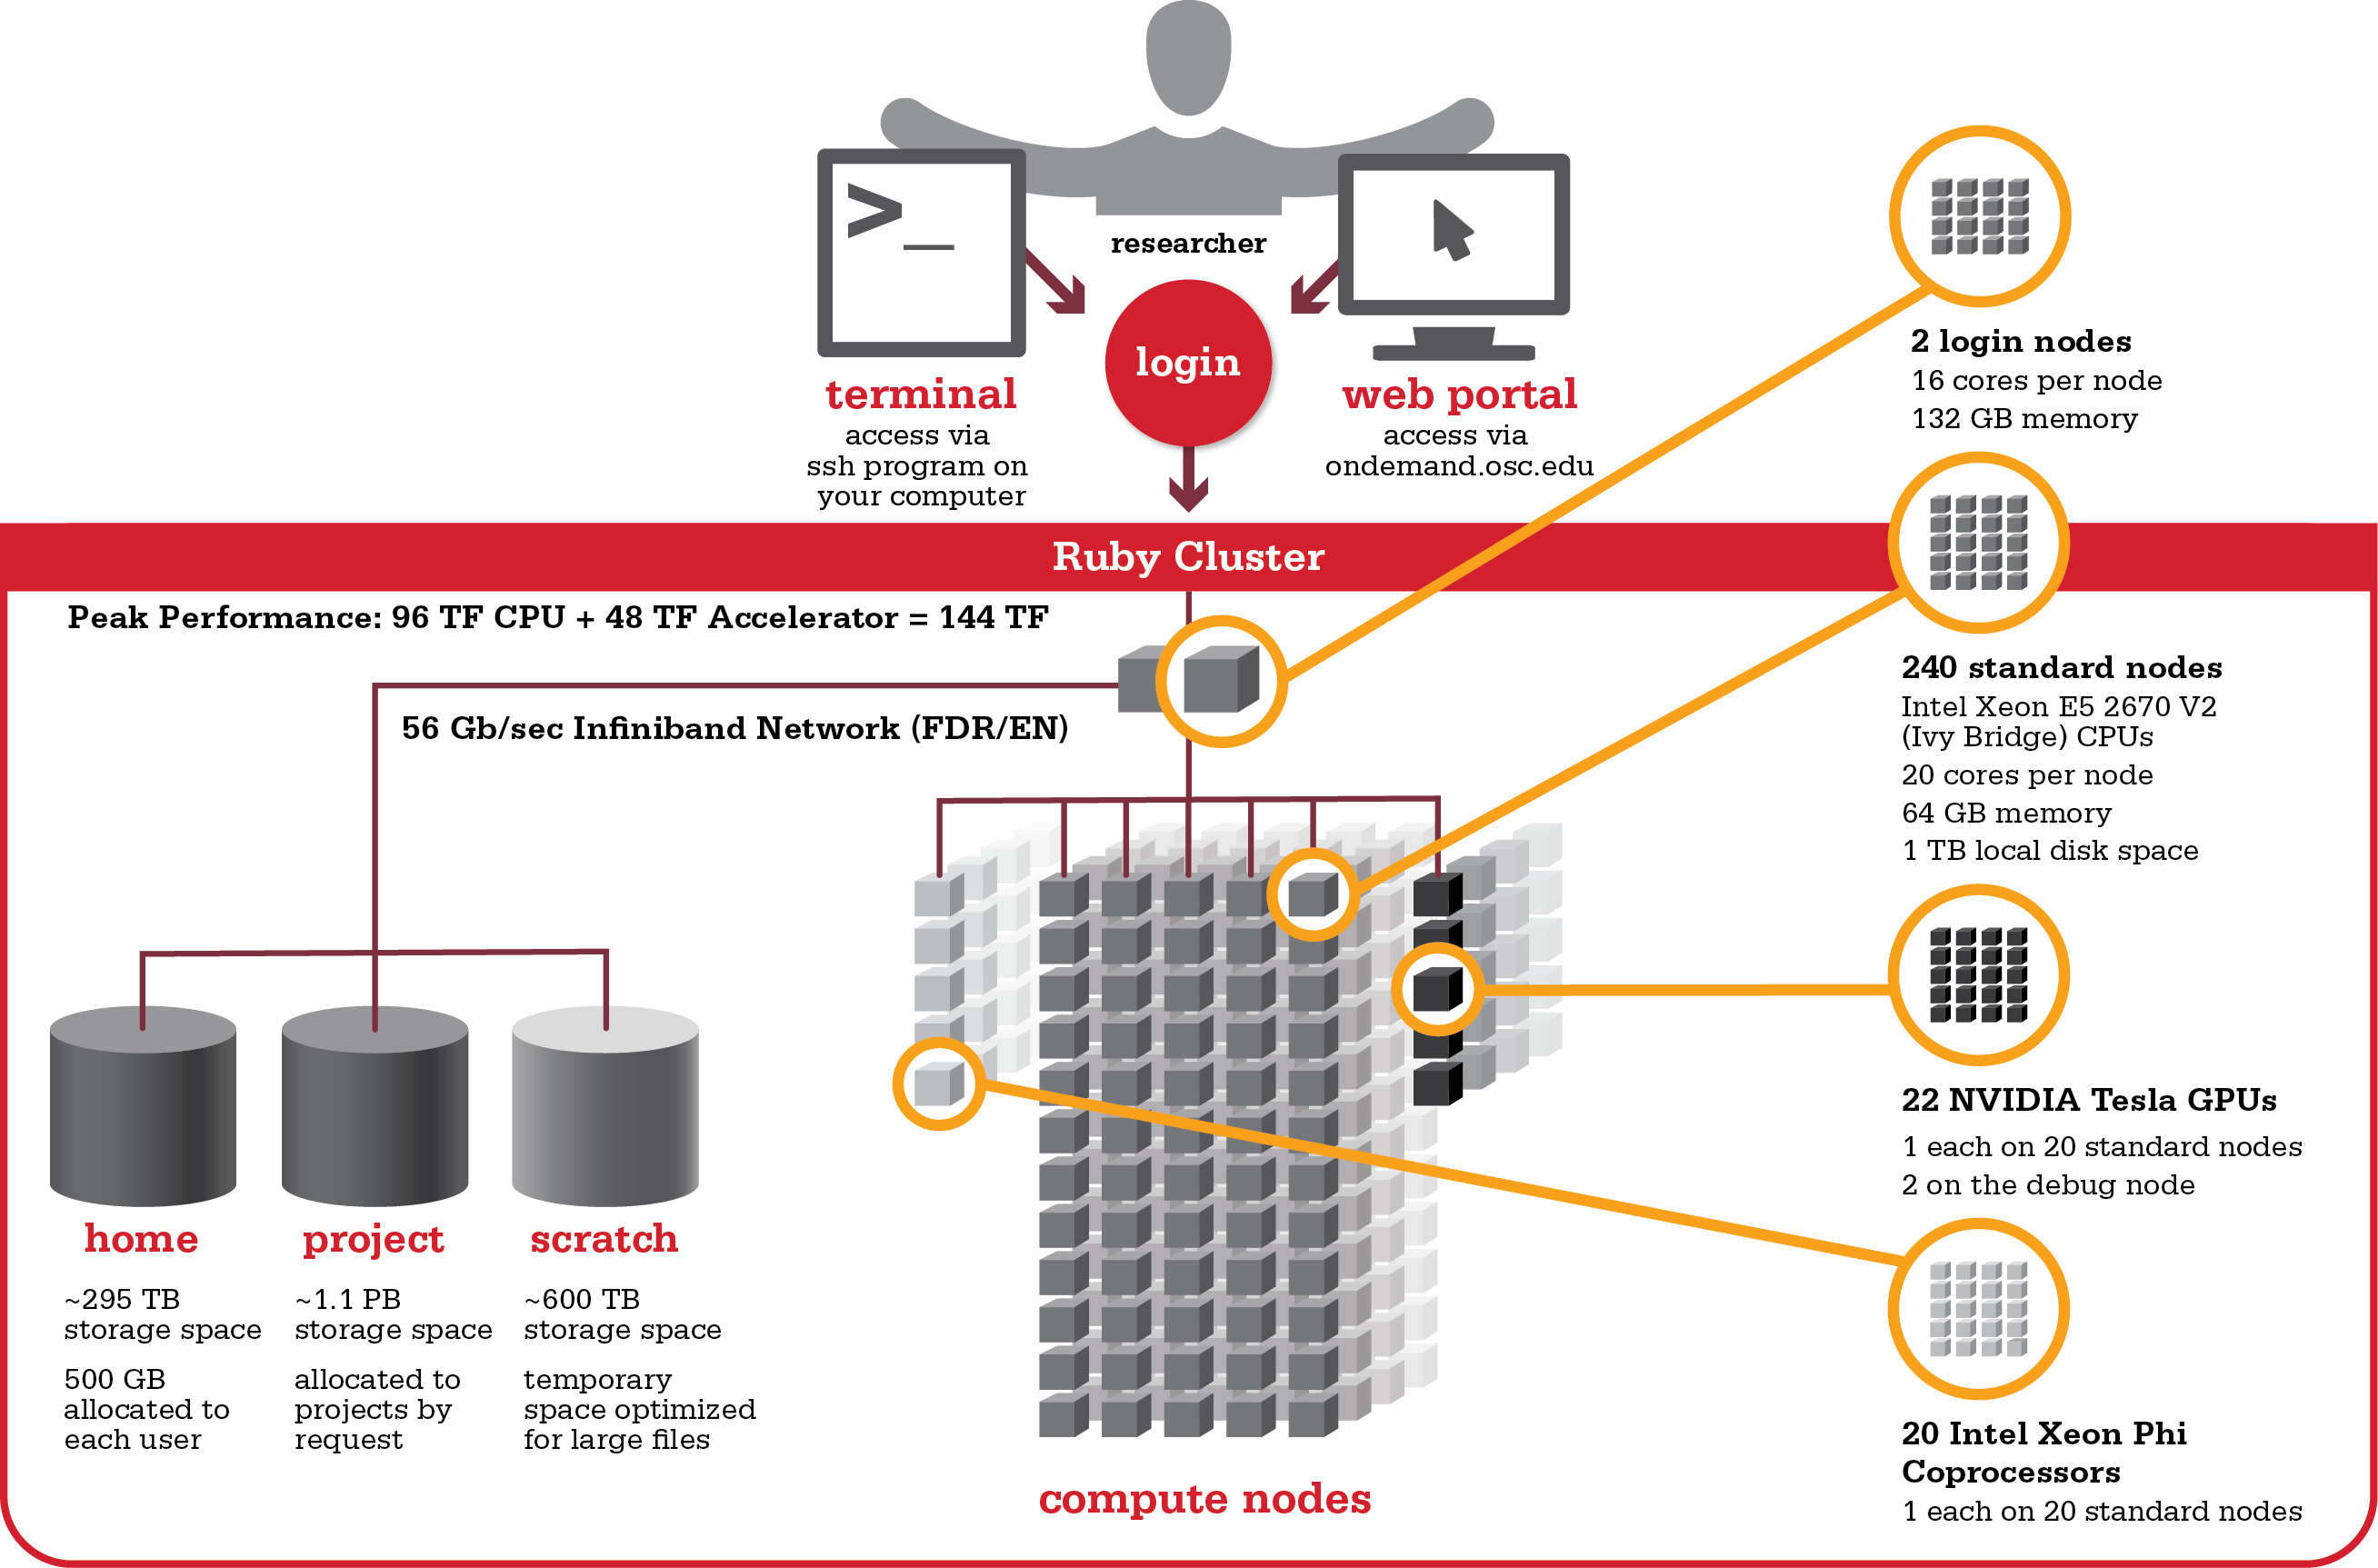 >_
researcher
login
terminal
access via
ssh program on
your computer
web portal
access via
ondemand.osc.edu
2 login nodes
16 cores per node
132 GB memory
Ruby Cluster
Peak Performance: 96 TF CPU + 48 TF Accelerator = 144 TF
56 Gb/sec Infiniband Network (FDR/EN)
240 standard nodes
Intel Xeon E5 2670 V2
(Ivy Bridge) CPUs
20 cores per node
64 GB memory
1 TB local disk space
22 NVIDIA Tesla GPUs
1 each on 20 standard nodes
2 on the debug node
home
~295 TB
storage space
500 GB
allocated to
each user
project
~1.1 PB
storage space
allocated to
projects by
request
scratch
~600 TB
storage space
temporary
space optimized
for large files
compute nodes
20 Intel Xeon Phi
Coprocessors
1 each on 20 standard nodes